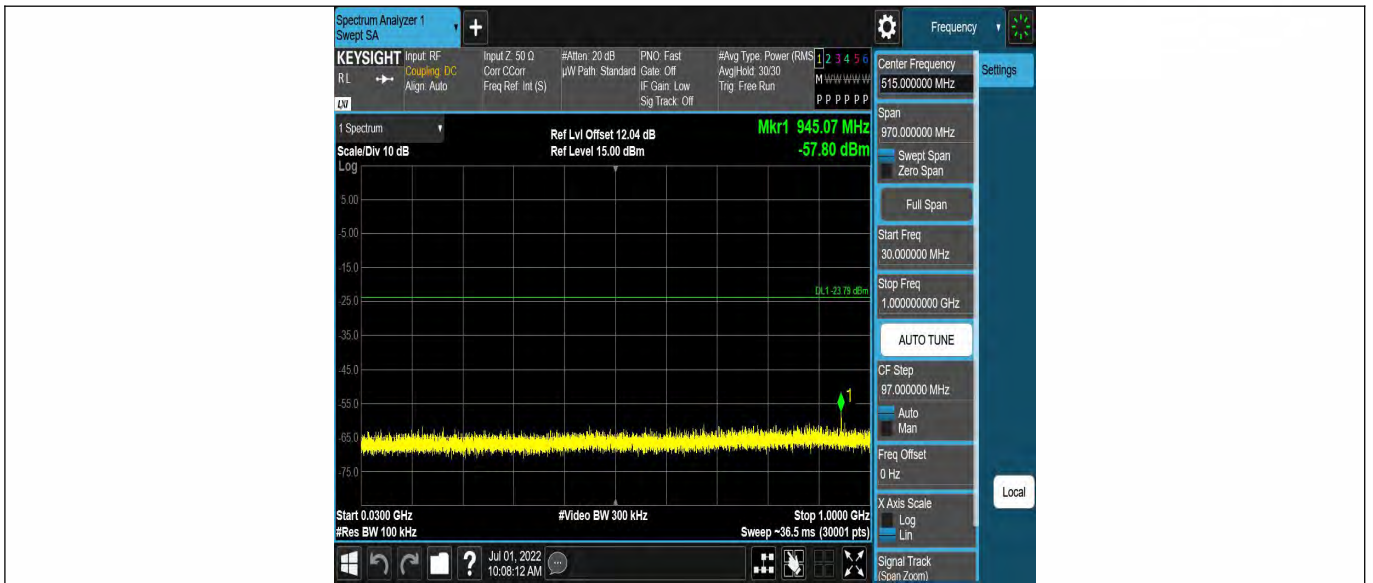 Spectrum Analyzer 1
Swept SA
+
Frequency
KEYSIGHT
RL
LXI
Input: RF
Coupling: DC
Align: Auto
Input Z: 50 Ω
Corr CCorr
Freq Ref: Int (S)
#Atten: 20 dB
µW Path: Standard
PNO: Fast
Gate: Off
IF Gain: Low
Sig Track: Off
#Avg Type: Power (RMS
Avg|Hold: 30/30
Trig: Free Run
1 2 3 4 5 6
M W W W W W
P P P P P P
1 Spectrum
Scale/Div 10 dB
Log
Ref Lvl Offset 12.04 dB
Ref Level 15.00 dBm
Mkr1 945.07 MHz
-57.80 dBm
5.00
-5.00
-15.0
DL1 -23.79 dBm
-25.0
-35.0
-45.0
-55.0
1
-65.0
-75.0
Start 0.0300 GHz
#Res BW 100 kHz
#Video BW 300 kHz
Stop 1.0000 GHz
Sweep ~36.5 ms (30001 pts)
?
Jul 01, 2022
10:08:12 AM
Center Frequency
515.000000 MHz
Settings
Span
970.000000 MHz
Swept Span
Zero Span
Full Span
Start Freq
30.000000 MHz
Stop Freq
1.000000000 GHz
AUTO TUNE
CF Step
97.000000 MHz
Auto
Man
Freq Offset
0 Hz
X Axis Scale
Log
Lin
Local
Signal Track
(Span Zoom)